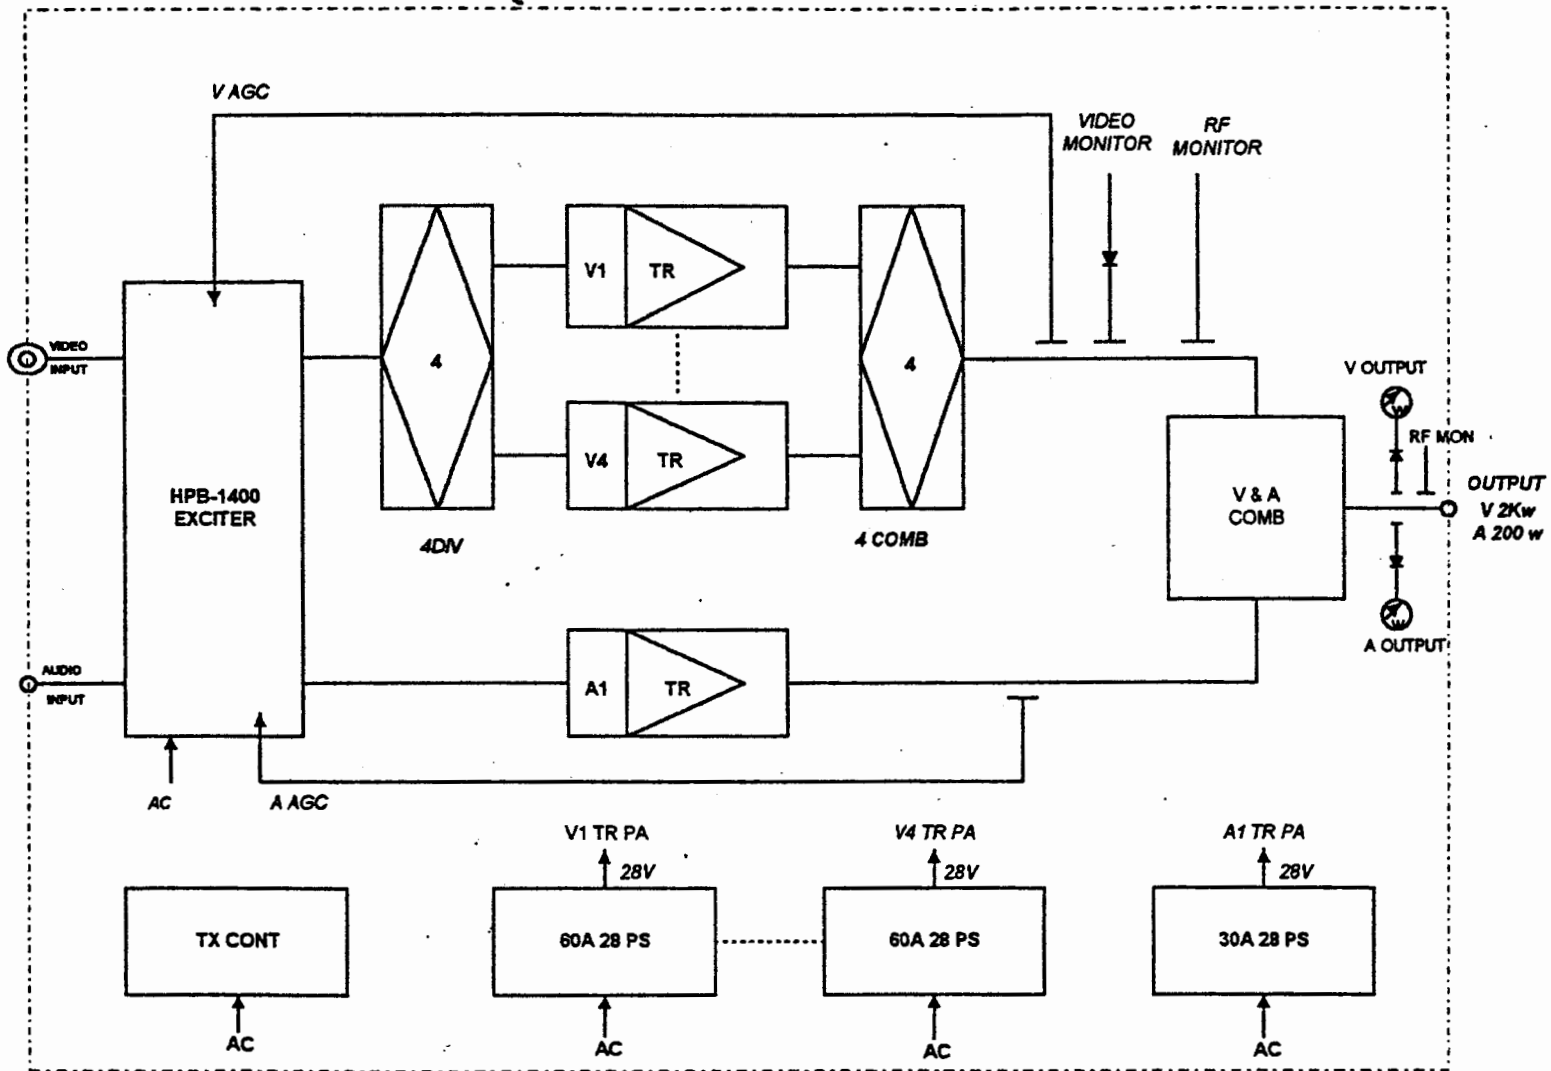 V AGC
VIDEO
MONITOR
RF
MONITOR
V1
TR
VIDEO
INPUT
4
4
V OUTPUT
W
RF MON
V4
TR
HPB-1400
EXCITER
V & A
COMB
OUTPUT
V 2Kw
A 200 w
4DIV
4 COMB
W
A OUTPUT
AUDIO
INPUT
A1
TR
AC
A AGC
V1 TR PA
V4 TR PA
A1 TR PA
28V
28V
28V
TX CONT
60A 28 PS
60A 28 PS
30A 28 PS
AC
AC
AC
AC